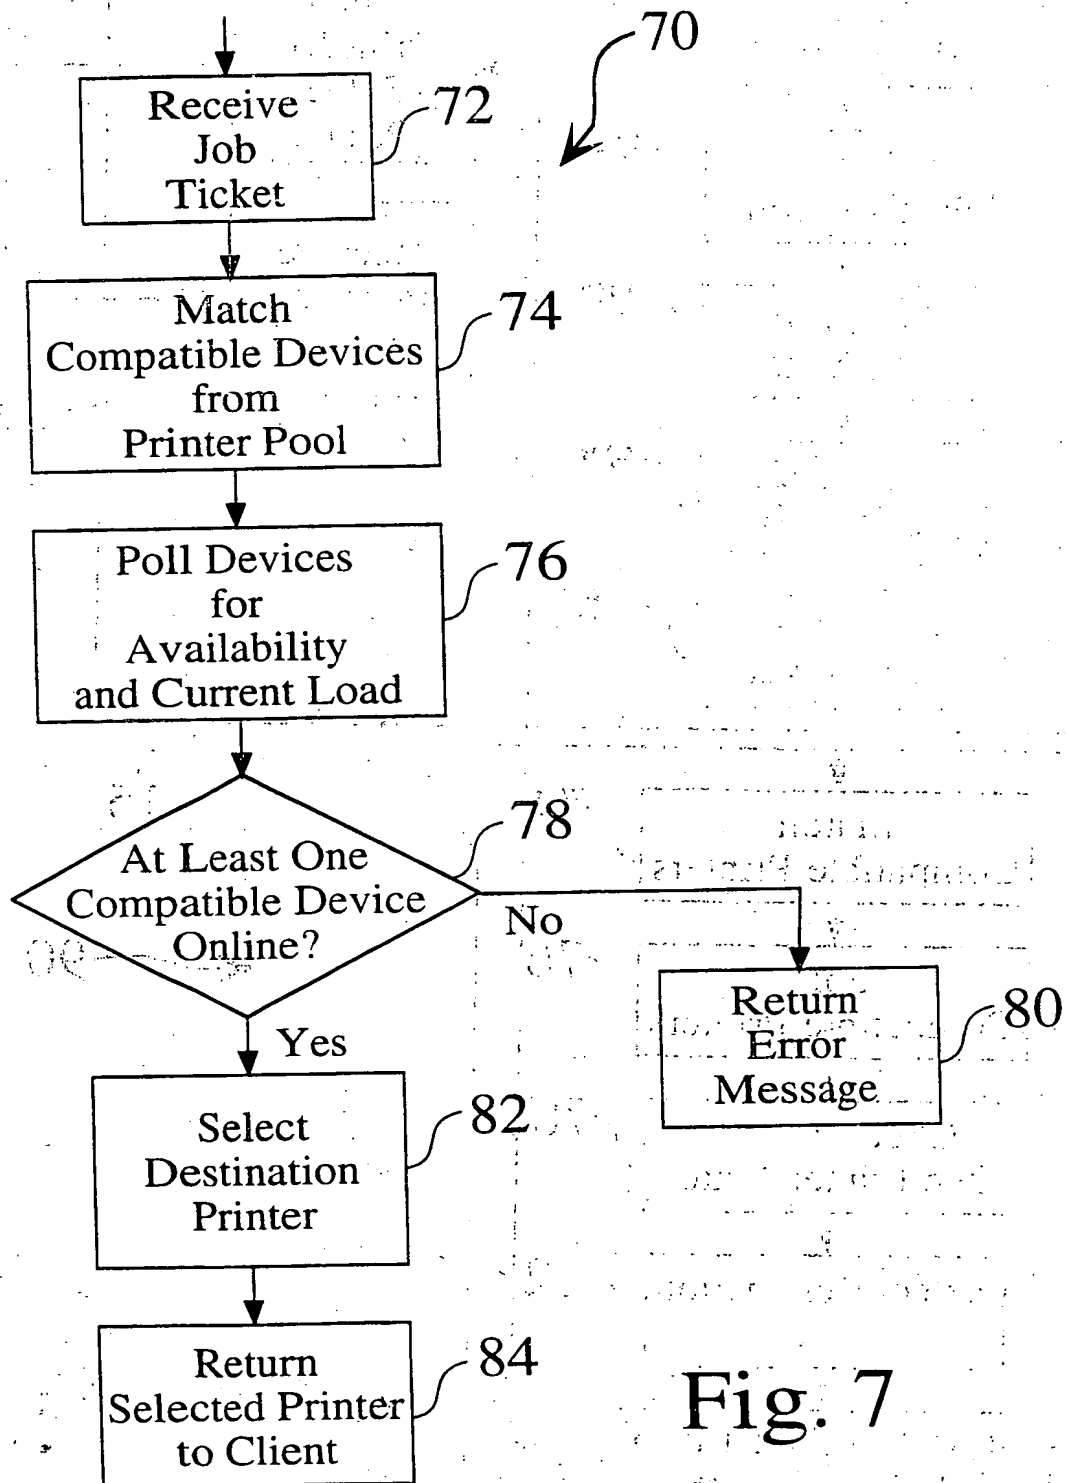 70
Receive
Job
Ticket
72
Match
Compatible Devices
from
Printer Pool
74
Poll Devices
for
Availability
and Current Load
76
At Least One
Compatible Device
Online?
78
No
Yes
Return
Error
Message
80
Select
Destination
Printer
82
Return
Selected Printer
to Client
84
Fig. 7